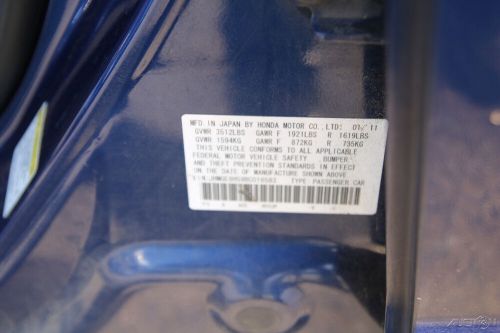 MFD. IN JAPAN BY HONDA MOTOR CO., LTD. 01/11
GVWR 3512LBS GAWR F 1921LBS R 1619LBS
GVWR 1594KG GAWR F 872KG R 735KG
THIS VEHICLE CONFORMS TO ALL APPLICABLE
FEDERAL MOTOR VEHICLE SAFETY BUMPER
AND THEFT PREVENTION STANDARDS IN EFFECT
ON THE DATE OF MANUFACTURE SHOWN ABOVE
TYPE PASSENGER CAR